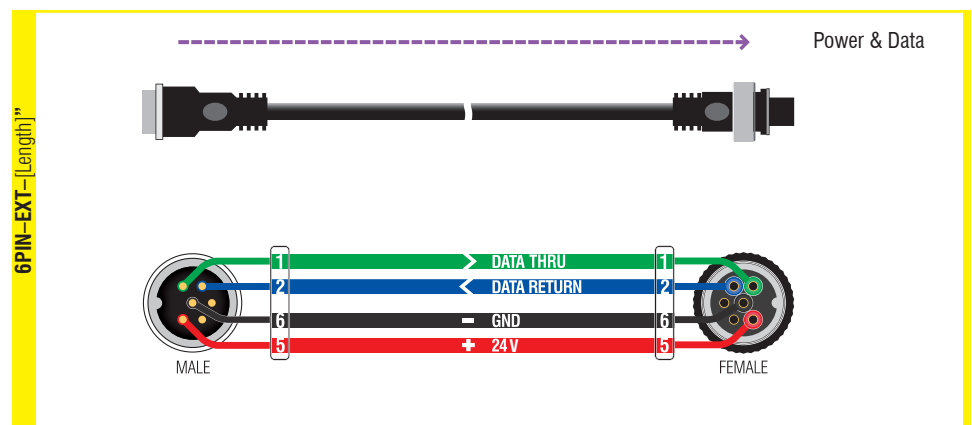 6PIN–EXT–[Length]”
Power & Data
1 > DATA THRU 1
2 < DATA RETURN 2
6 – GND 6
5 + 24V 5
MALE
FEMALE